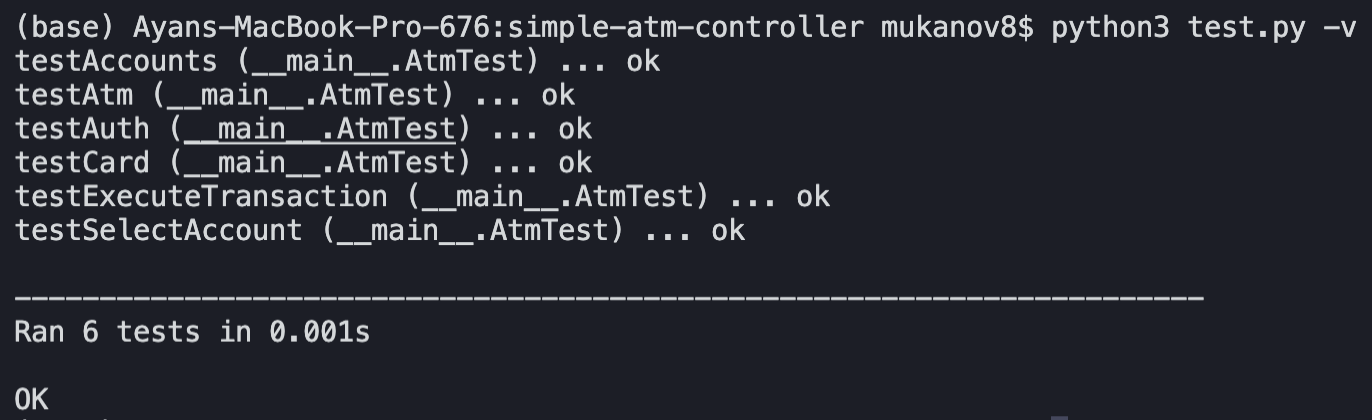 (base) Ayans-MacBook-Pro-676:simple-atm-controller mukanov8$ python3 test.py -v
testAccounts (__main__.AtmTest) ... ok
testAtm (__main__.AtmTest) ... ok
testAuth (__main__.AtmTest) ... ok
testCard (__main__.AtmTest) ... ok
testExecuteTransaction (__main__.AtmTest) ... ok
testSelectAccount (__main__.AtmTest) ... ok
----------------------------------------------------------------------
Ran 6 tests in 0.001s
OK